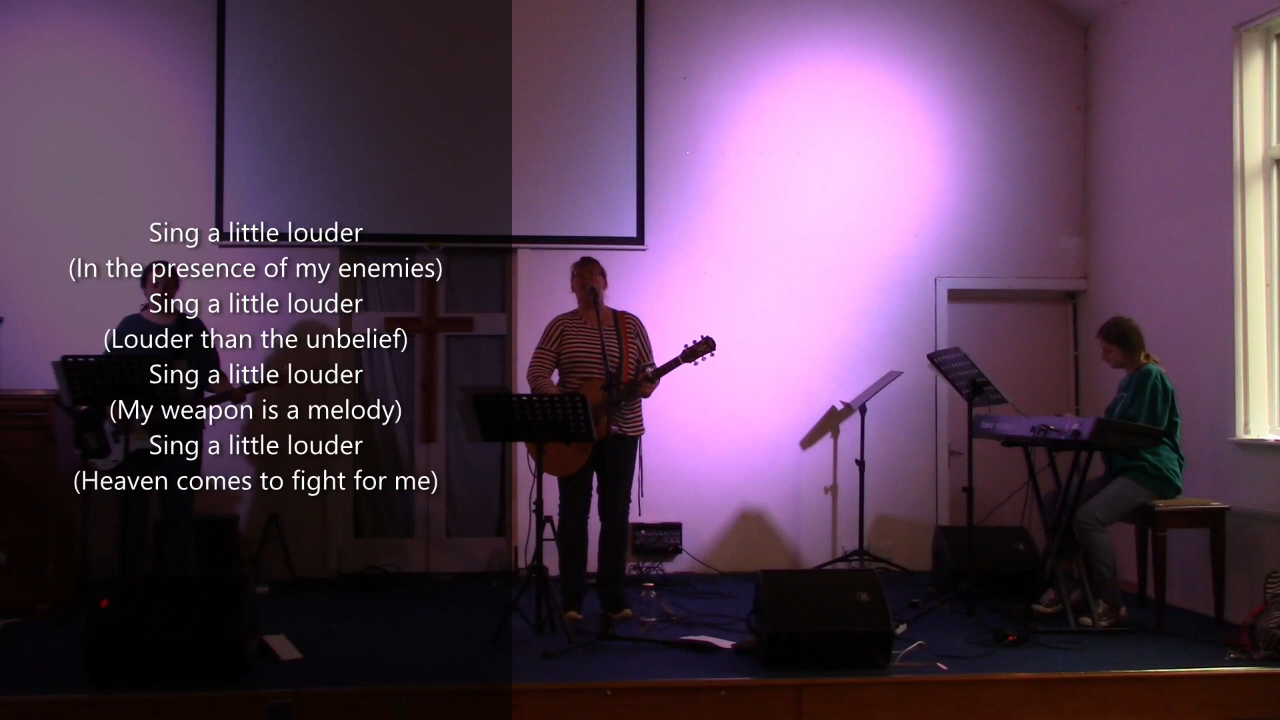 Sing a little louder
(In the presence of my enemies)
Sing a little louder
(Louder than the unbelief)
Sing a little louder
(My weapon is a melody)
Sing a little louder
(Heaven comes to fight for me)